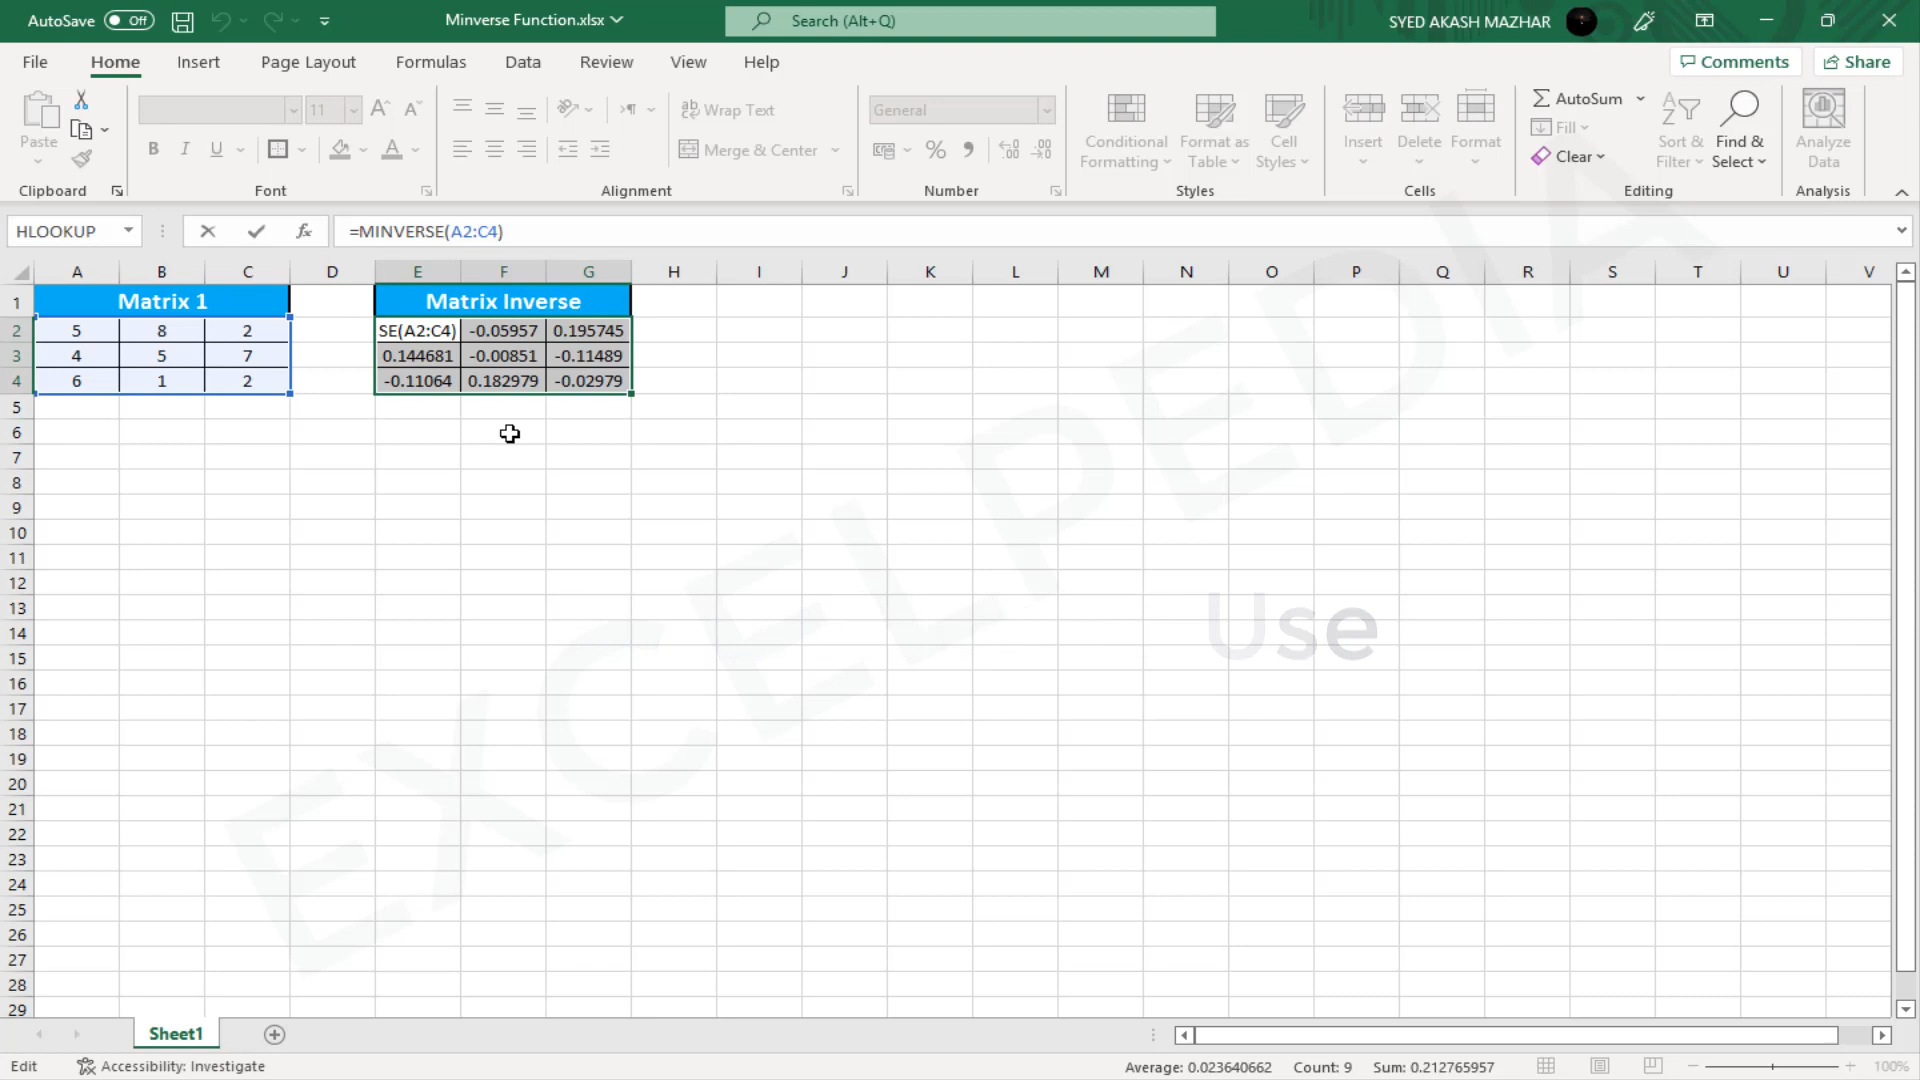 AutoSave Off Minverse Function.xlsx Search (Alt+Q) SYED AKASH MAZHAR
File Home Insert Page Layout Formulas Data Review View Help Comments Share
Paste 11 Wrap Text General Conditional Formatting Format as Table Cell Styles Insert Delete Format AutoSum Fill Clear Sort & Filter Find & Select Analyze Data
B I U Merge & Center
Clipboard Font Alignment Number Styles Cells Editing Analysis
HLOOKUP fx =MINVERSE(A2:C4)
A B C D E F G H I J K L M N O P Q R S T U V
1 Matrix 1 Matrix Inverse
2 5 8 2 SE(A2:C4) -0.05957 0.195745
3 4 5 7 0.144681 -0.00851 -0.11489
4 6 1 2 -0.11064 0.182979 -0.02979
5
6
7
8
9
10
11
12
13
14
15
16
17
18
19
20
21
22
23
24
25
26
27
28
29
Use
EXCELPEDIA
Sheet1
Edit Accessibility: Investigate Average: 0.023640662 Count: 9 Sum: 0.212765957 100%